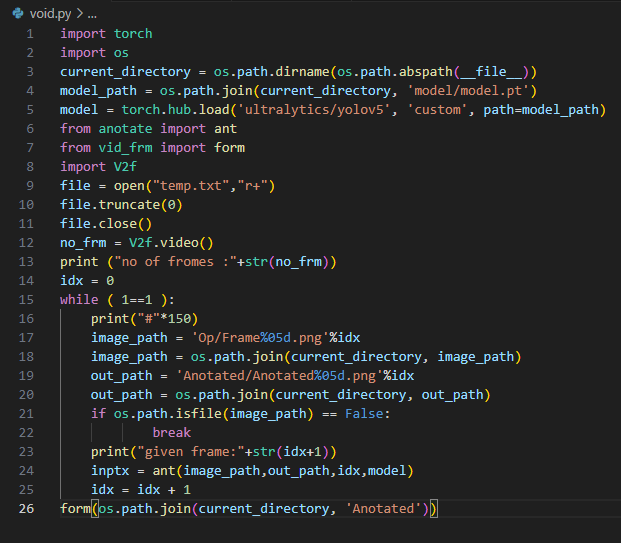 void.py > ...
1 import torch
2 import os
3 current_directory = os.path.dirname(os.path.abspath(__file__))
4 model_path = os.path.join(current_directory, 'model/model.pt')
5 model = torch.hub.load('ultralytics/yolov5', 'custom', path=model_path)
6 from anotate import ant
7 from vid_frm import form
8 import V2f
9 file = open("temp.txt","r+")
10 file.truncate(0)
11 file.close()
12 no_frm = V2f.video()
13 print ("no of fromes :"+str(no_frm))
14 idx = 0
15 while ( 1==1 ):
16     print("#"*150)
17     image_path = 'Op/Frame%05d.png'%idx
18     image_path = os.path.join(current_directory, image_path)
19     out_path = 'Anotated/Anotated%05d.png'%idx
20     out_path = os.path.join(current_directory, out_path)
21     if os.path.isfile(image_path) == False:
22             break
23     print("given frame:"+str(idx+1))
24     inptx = ant(image_path,out_path,idx,model)
25     idx = idx + 1
26 form(os.path.join(current_directory, 'Anotated'))